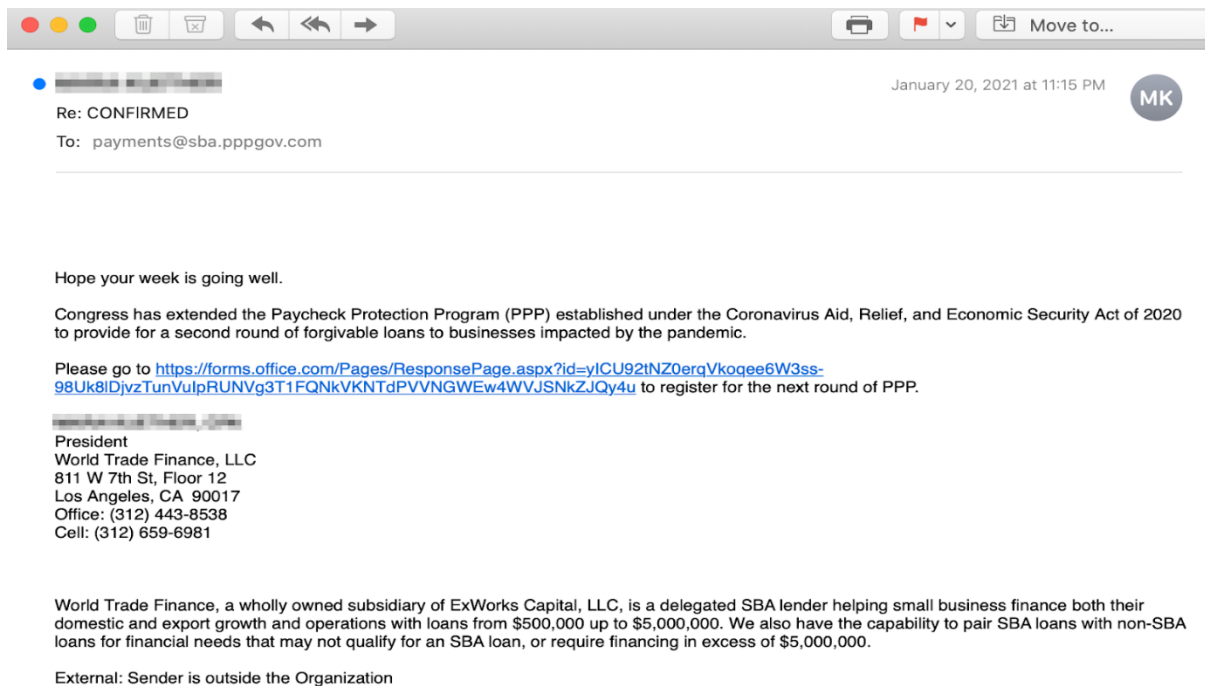 Move to...
January 20, 2021 at 11:15 PM
MK
Re: CONFIRMED
To: payments@sba.pppgov.com
Hope your week is going well.
Congress has extended the Paycheck Protection Program (PPP) established under the Coronavirus Aid, Relief, and Economic Security Act of 2020
to provide for a second round of forgivable loans to businesses impacted by the pandemic.
Please go to https://forms.office.com/Pages/ResponsePage.aspx?id=yICU92tNZ0erqVkoqee6W3ss-
98Uk8lDjvzTunVulpRUNVg3T1FQNkVKNTdPVVNGWEw4WVJSNkZJQy4u to register for the next round of PPP.
President
World Trade Finance, LLC
811 W 7th St, Floor 12
Los Angeles, CA 90017
Office: (312) 443-8538
Cell: (312) 659-6981
World Trade Finance, a wholly owned subsidiary of ExWorks Capital, LLC, is a delegated SBA lender helping small business finance both their
domestic and export growth and operations with loans from $500,000 up to $5,000,000. We also have the capability to pair SBA loans with non-SBA
loans for financial needs that may not qualify for an SBA loan, or require financing in excess of $5,000,000.
External: Sender is outside the Organization